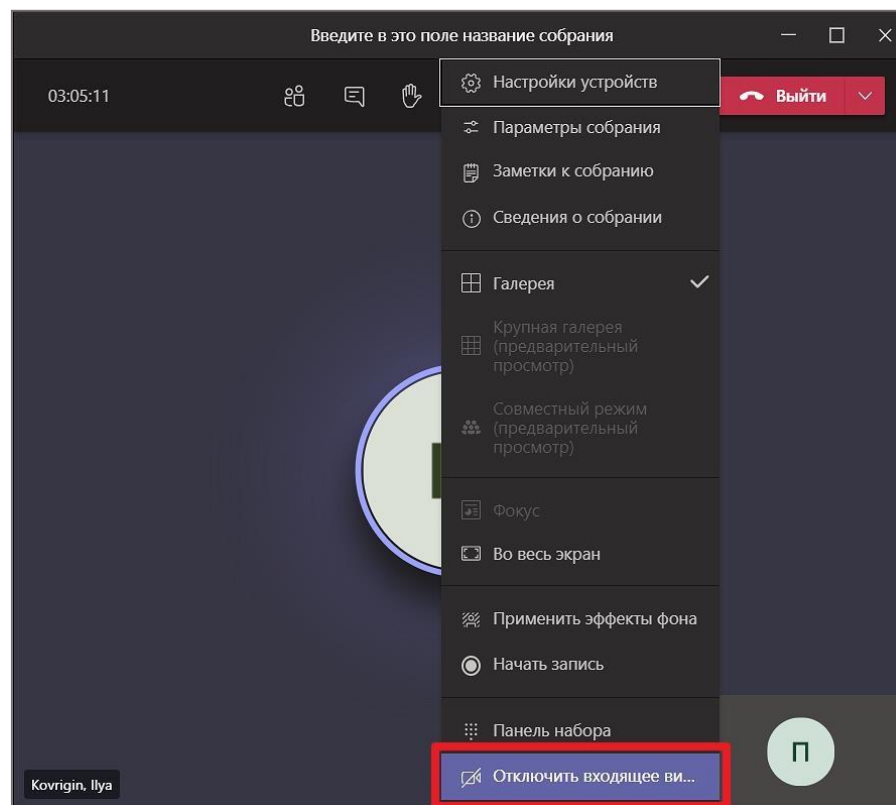 Введите в это поле название собрания
03:05:11
Выйти
Настройки устройств
Параметры собрания
Заметки к собранию
Сведения о собрании
Галерея
Крупная галерея
(предварительный
просмотр)
Совместный режим
(предварительный
просмотр)
Фокус
Во весь экран
Применить эффекты фона
Начать запись
Панель набора
Отключить входящее ви...
П
Kovrigin, Ilya